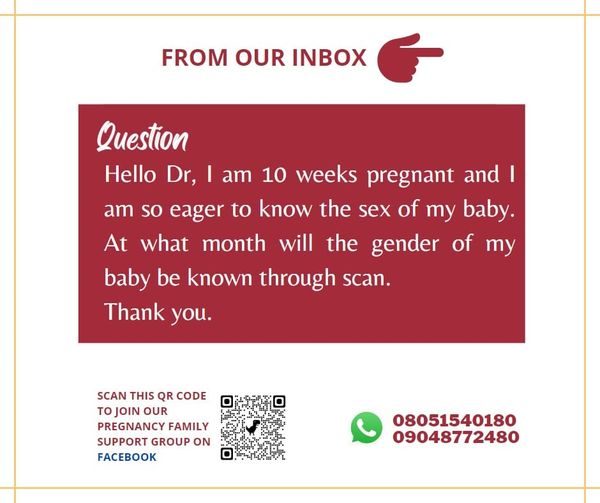 FROM OUR INBOX
Question
Hello Dr, I am 10 weeks pregnant and I
am so eager to know the sex of my baby.
At what month will the gender of my
baby be known through scan.
Thank you.
SCAN THIS QR CODE
TO JOIN OUR
PREGNANCY FAMILY
SUPPORT GROUP ON
FACEBOOK
08051540180
09048772480